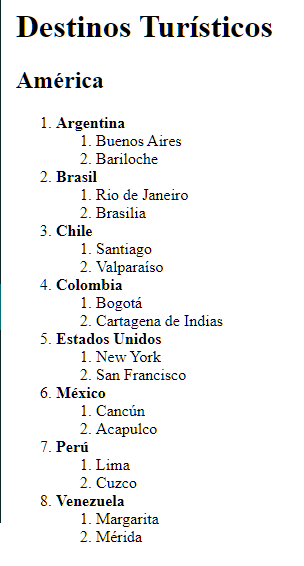 Destinos Turísticos
América
1. Argentina
1. Buenos Aires
2. Bariloche
2. Brasil
1. Rio de Janeiro
2. Brasilia
3. Chile
1. Santiago
2. Valparaíso
4. Colombia
1. Bogotá
2. Cartagena de Indias
5. Estados Unidos
1. New York
2. San Francisco
6. México
1. Cancún
2. Acapulco
7. Perú
1. Lima
2. Cuzco
8. Venezuela
1. Margarita
2. Mérida